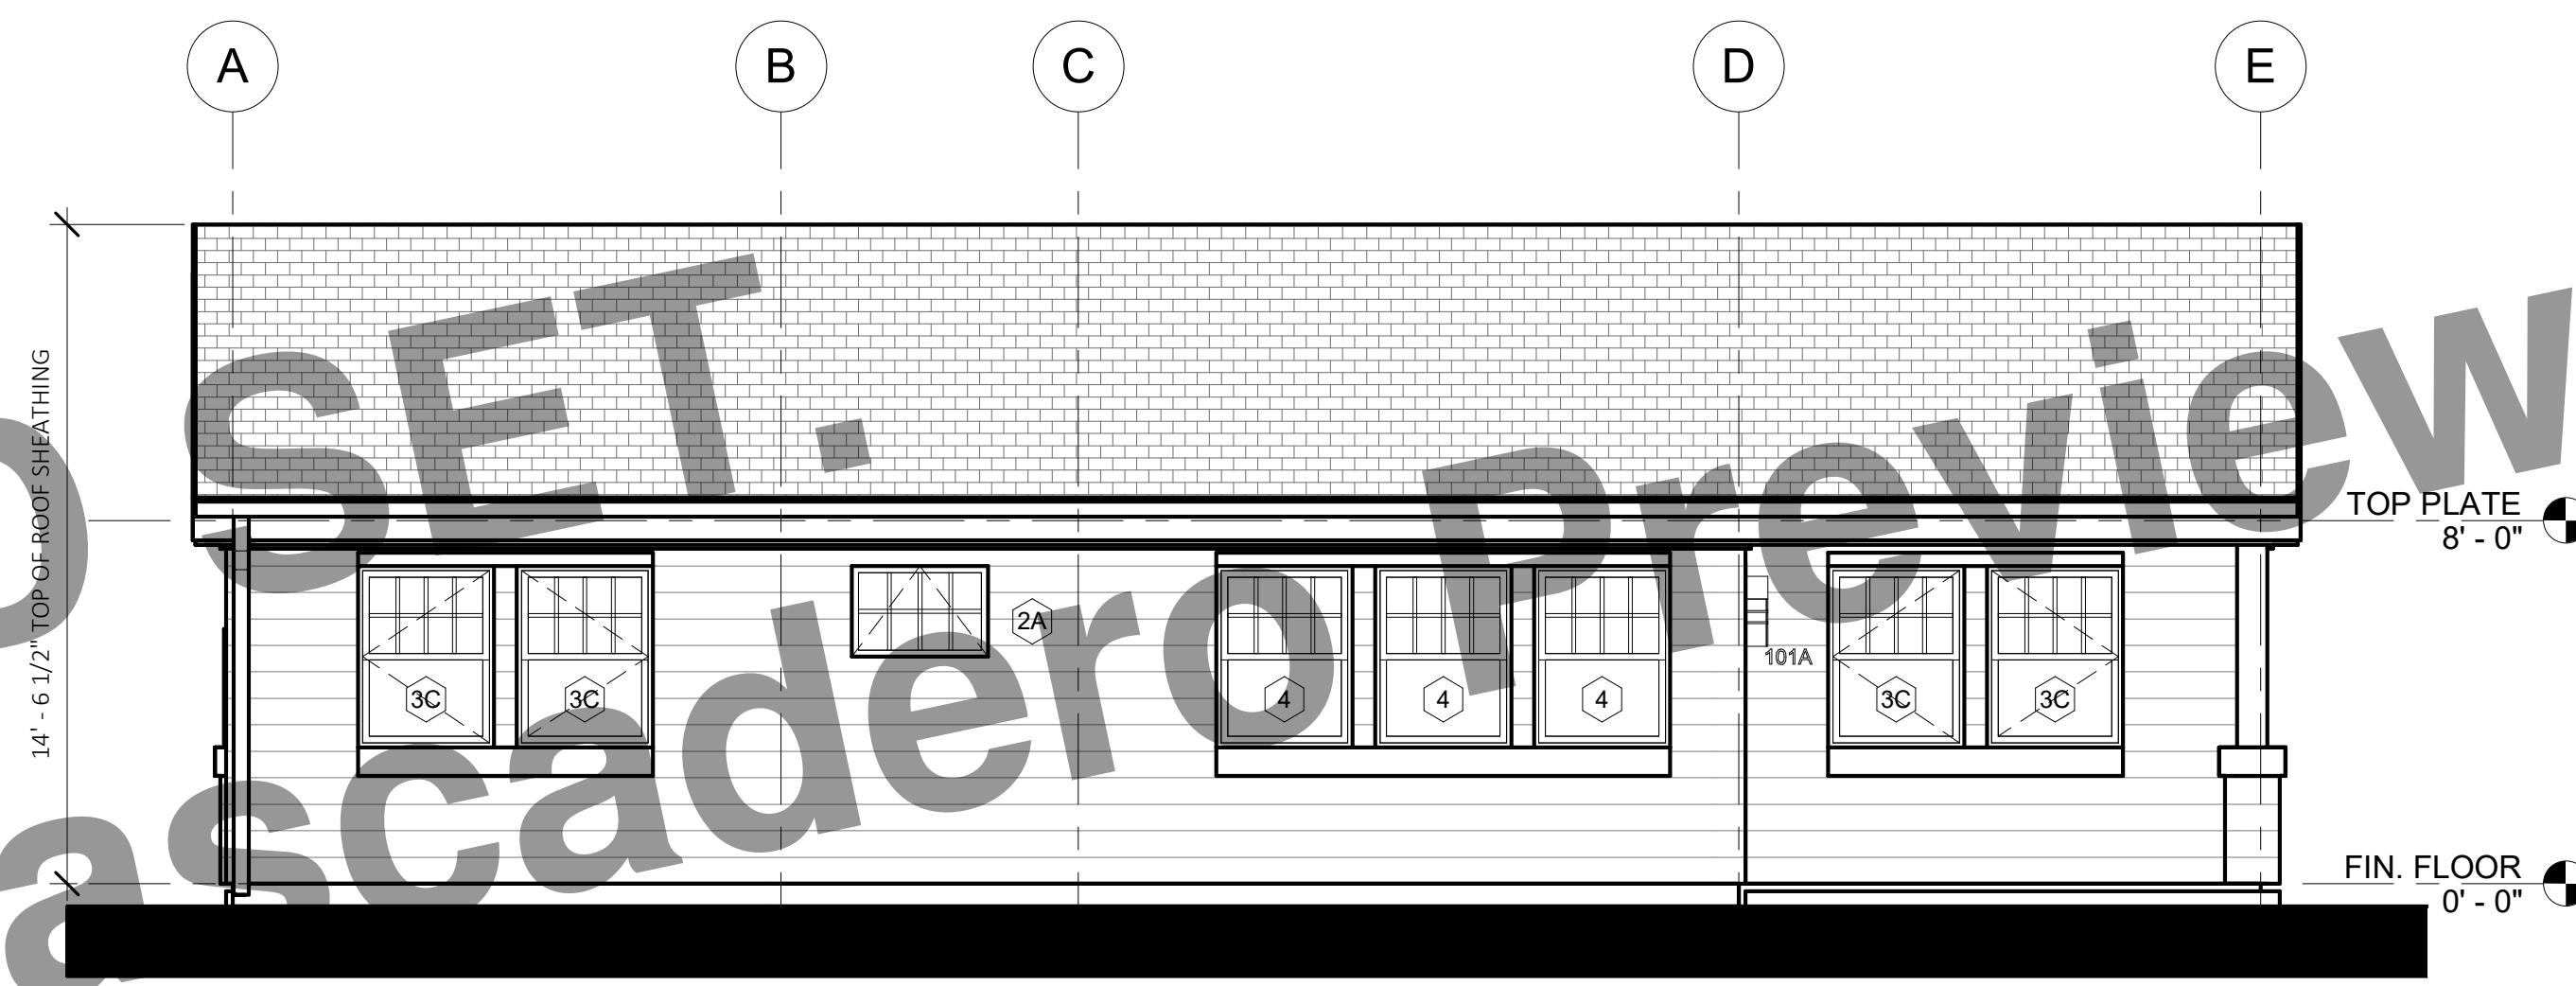 A B C D E
14' - 6 1/2" TOP OF ROOF SHEATHING
SET.
Preview
TOP PLATE
8' - 0"
2A
101A
3C 3C 4 4 4 3C 3C
ascadero
FIN. FLOOR
0' - 0"